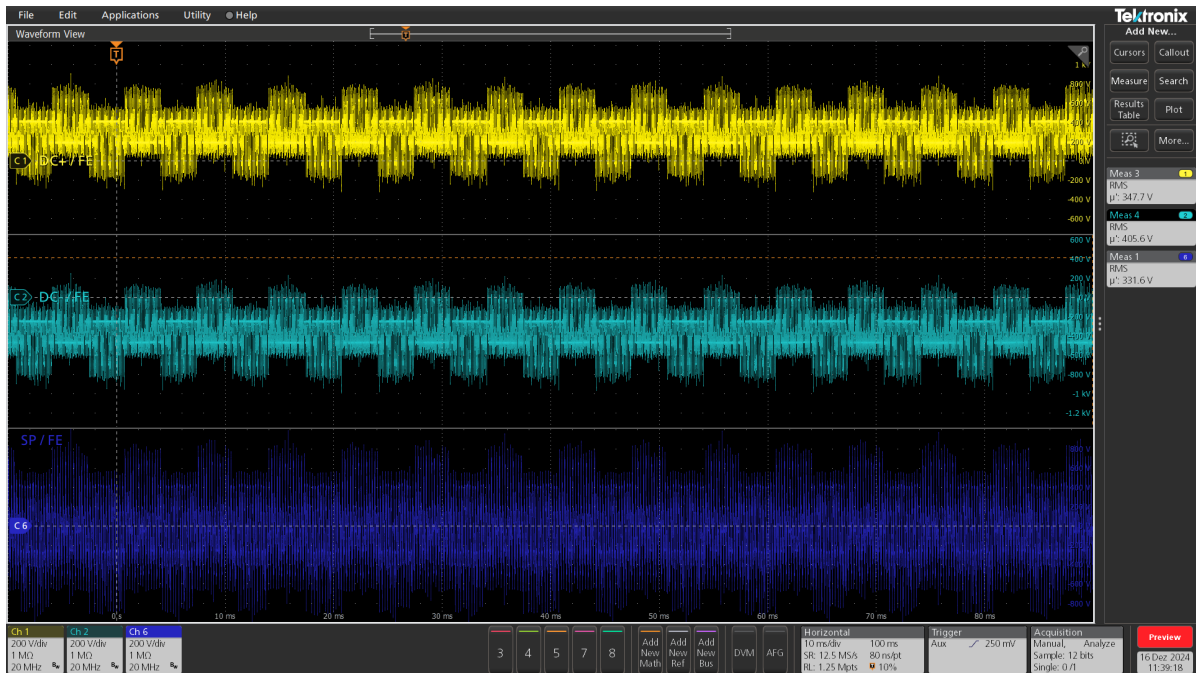 File Edit Applications Utility Help
Tektronix
Waveform View
Add New...
T
T
Cursors Callout
Measure Search
Results Table Plot
More...
800 V
C1 DC+ / FE
-200 V
-400 V
-600 V
Meas 3 1
RMS
µ': 347.7 V
Meas 4 2
RMS
µ': 405.6 V
Meas 1 6
RMS
µ': 331.6 V
600 V
400 V
200 V
C2 DC- / FE
-800 V
-1 kV
-1.2 kV
SP / FE
C6
0 s 10 ms 20 ms 30 ms 40 ms 50 ms 60 ms 70 ms 80 ms
Ch 1
200 V/div
1 MΩ
20 MHz Bw
Ch 2
200 V/div
1 MΩ
20 MHz Bw
Ch 6
200 V/div
1 MΩ
20 MHz Bw
3 4 5 7 8
Add New Math
Add New Ref
Add New Bus
DVM AFG
Horizontal
10 ms/div 100 ms
SR: 12.5 MS/s 80 ns/pt
RL: 1.25 Mpts 10%
Trigger
Aux 250 mV
Acquisition
Manual, Analyze
Sample: 12 bits
Single: 0 /1
Preview
16 Dez 2024
11:39:18